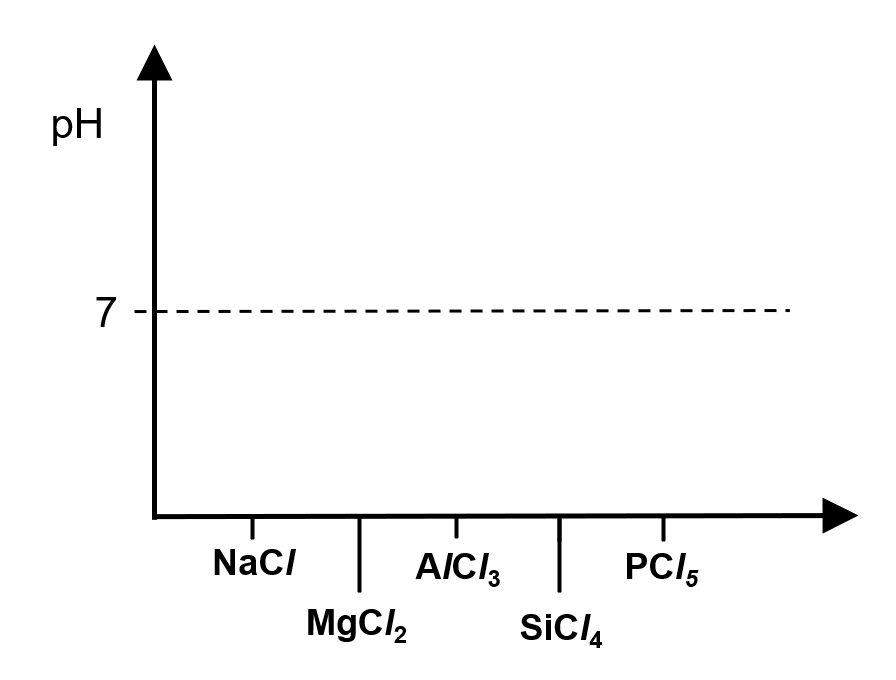 pH
7
NaCl
MgCl₂
AlCl₃
SiCl₄
PCl₅